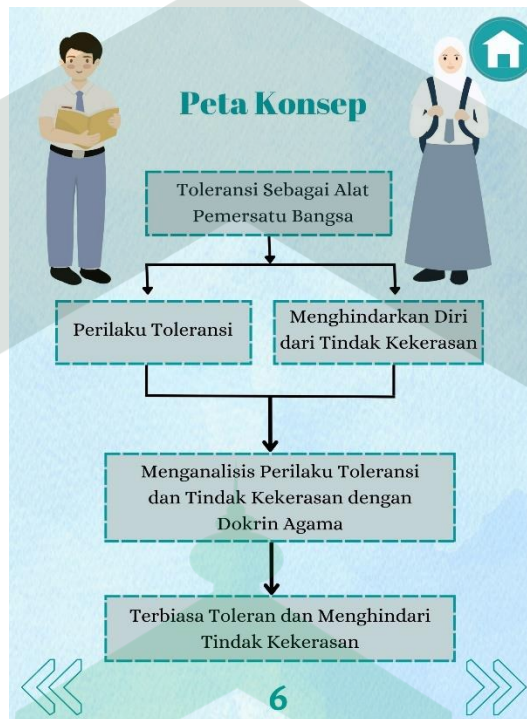 Peta Konsep
Toleransi Sebagai Alat
Pemersatu Bangsa
Perilaku Toleransi
Menghindarkan Diri
dari Tindak Kekerasan
Menganalisis Perilaku Toleransi
dan Tindak Kekerasan dengan
Dokrin Agama
Terbiasa Toleran dan Menghindari
Tindak Kekerasan
6